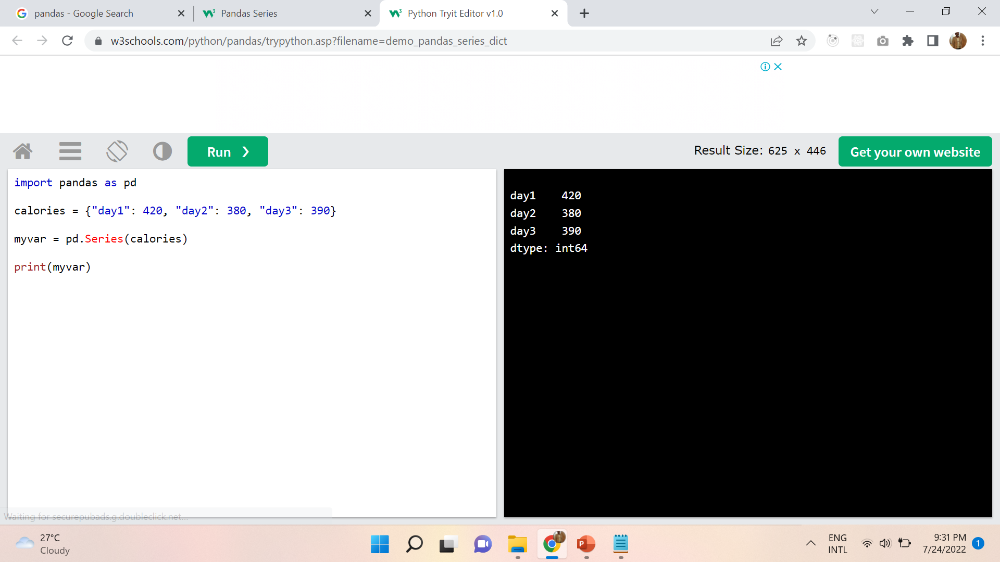 pandas - Google Search
Pandas Series
Python Tryit Editor v1.0
w3schools.com/python/pandas/trypython.asp?filename=demo_pandas_series_dict
Run ❯
Result Size: 625 x 446
Get your own website
import pandas as pd
calories = {"day1": 420, "day2": 380, "day3": 390}
myvar = pd.Series(calories)
print(myvar)
day1    420
day2    380
day3    390
dtype: int64
Waiting for securepubads.g.doubleclick.net...
27°C
Cloudy
P
ENG
INTL
9:31 PM
7/24/2022
1